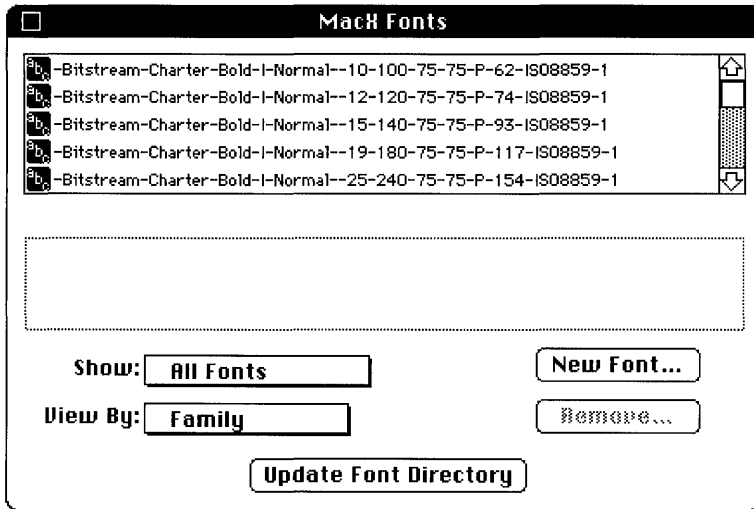 MacX Fonts
-Bitstream-Charter-Bold-I-Normal--10-100-75-75-P-62-ISO8859-1
-Bitstream-Charter-Bold-I-Normal--12-120-75-75-P-74-ISO8859-1
-Bitstream-Charter-Bold-I-Normal--15-140-75-75-P-93-ISO8859-1
-Bitstream-Charter-Bold-I-Normal--19-180-75-75-P-117-ISO8859-1
-Bitstream-Charter-Bold-I-Normal--25-240-75-75-P-154-ISO8859-1
Show: All Fonts
New Font...
View By: Family
Remove...
Update Font Directory